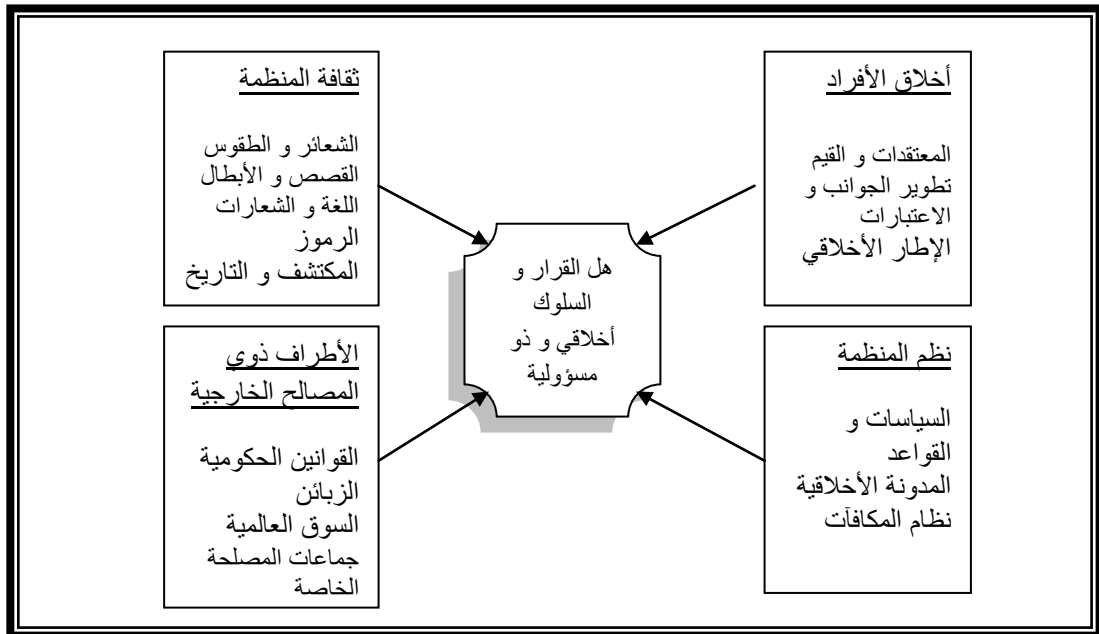 أخلاق الأفراد
المعتقدات و القيم
تطوير الجوانب و
الاعتبارات
الإطار الأخلاقي
ثقافة المنظمة
الشعائر و الطقوس
القصص و الأبطال
اللغة و الشعارات
الرموز
المكتشف و التاريخ
هل القرار و
السلوك
أخلاقي و ذو
مسؤولية
نظم المنظمة
السياسات و
القواعد
المدونة الأخلاقية
نظام المكافآت
الأطراف ذوي
المصالح الخارجية
القوانين الحكومية
الزبائن
السوق العالمية
جماعات المصلحة
الخاصة